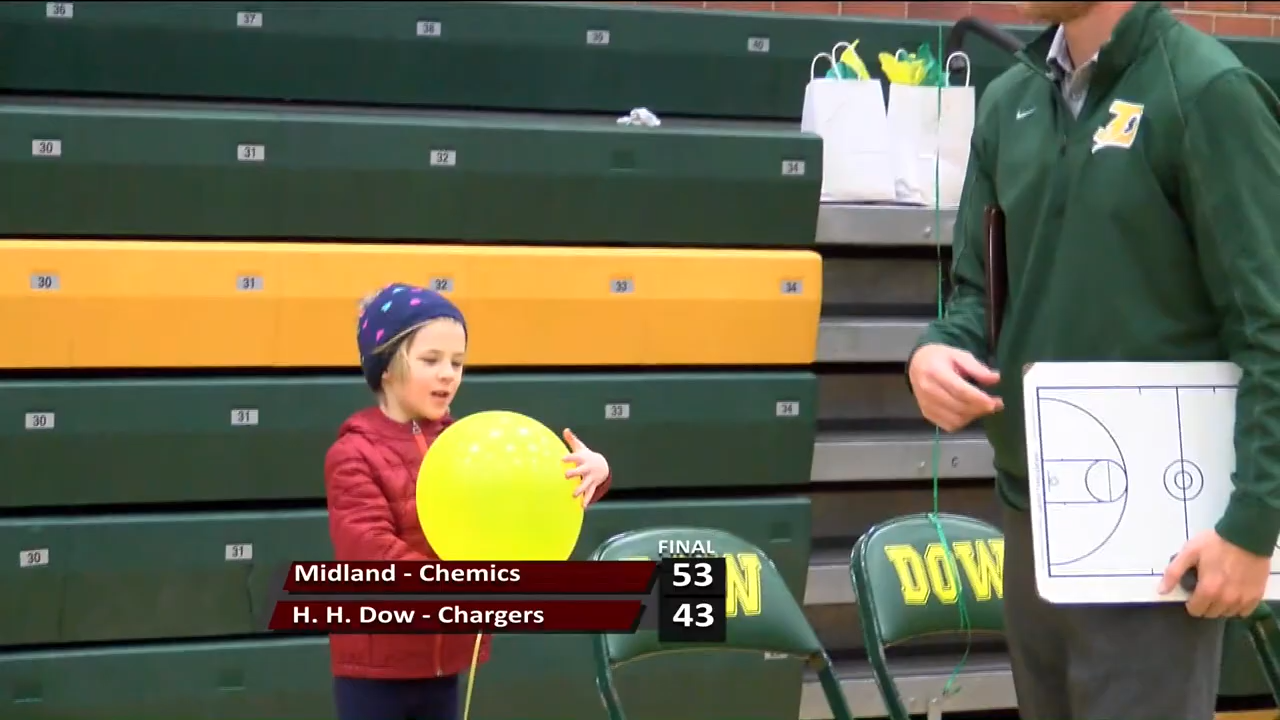 36 37 38 39 40
30 31 32 34
30 31 32 33 34
30 31 33 34
30 31
FINAL
Midland - Chemics 53
H. H. Dow - Chargers 43
DOW